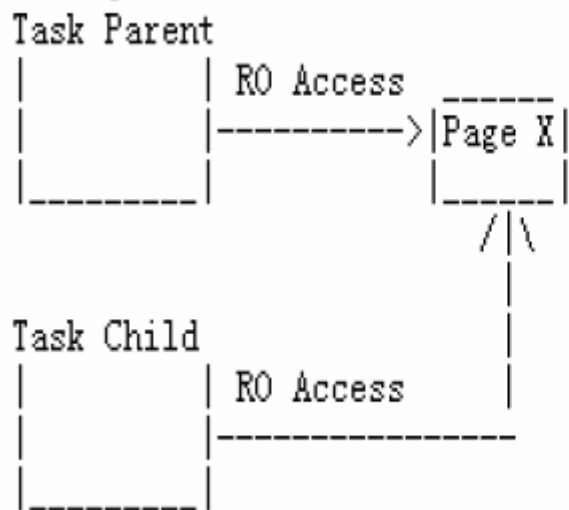 Task Parent
RO Access
Page X
Task Child
RO Access